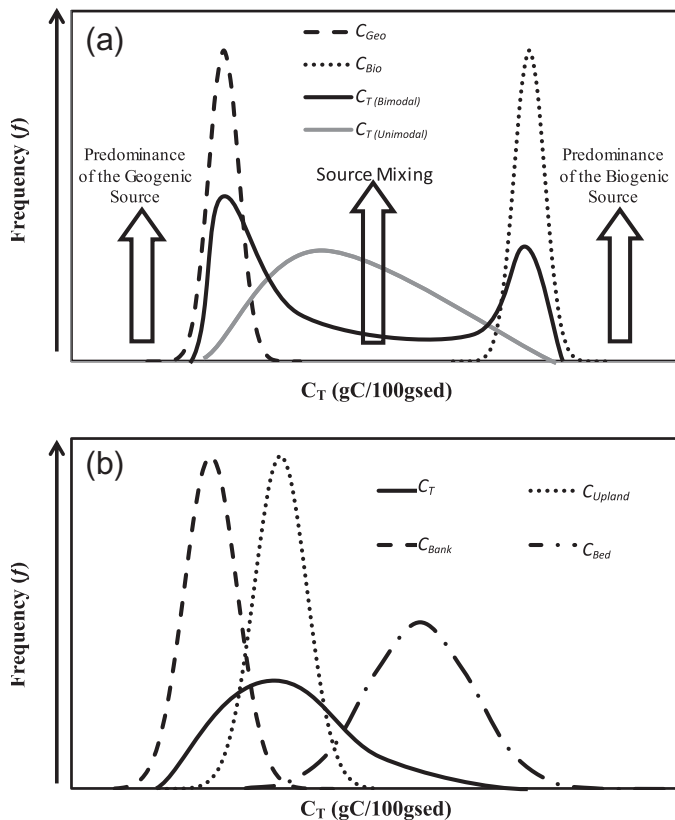 (a)
C_Geo
C_Bio
C_T (Bimodal)
C_T (Unimodal)
Predominance
of the Geogenic
Source
Source Mixing
Predominance
of the Biogenic
Source
Frequency (f)
C_T (gC/100gsed)
(b)
C_T
C_Upland
C_Bank
C_Bed
Frequency (f)
C_T (gC/100gsed)